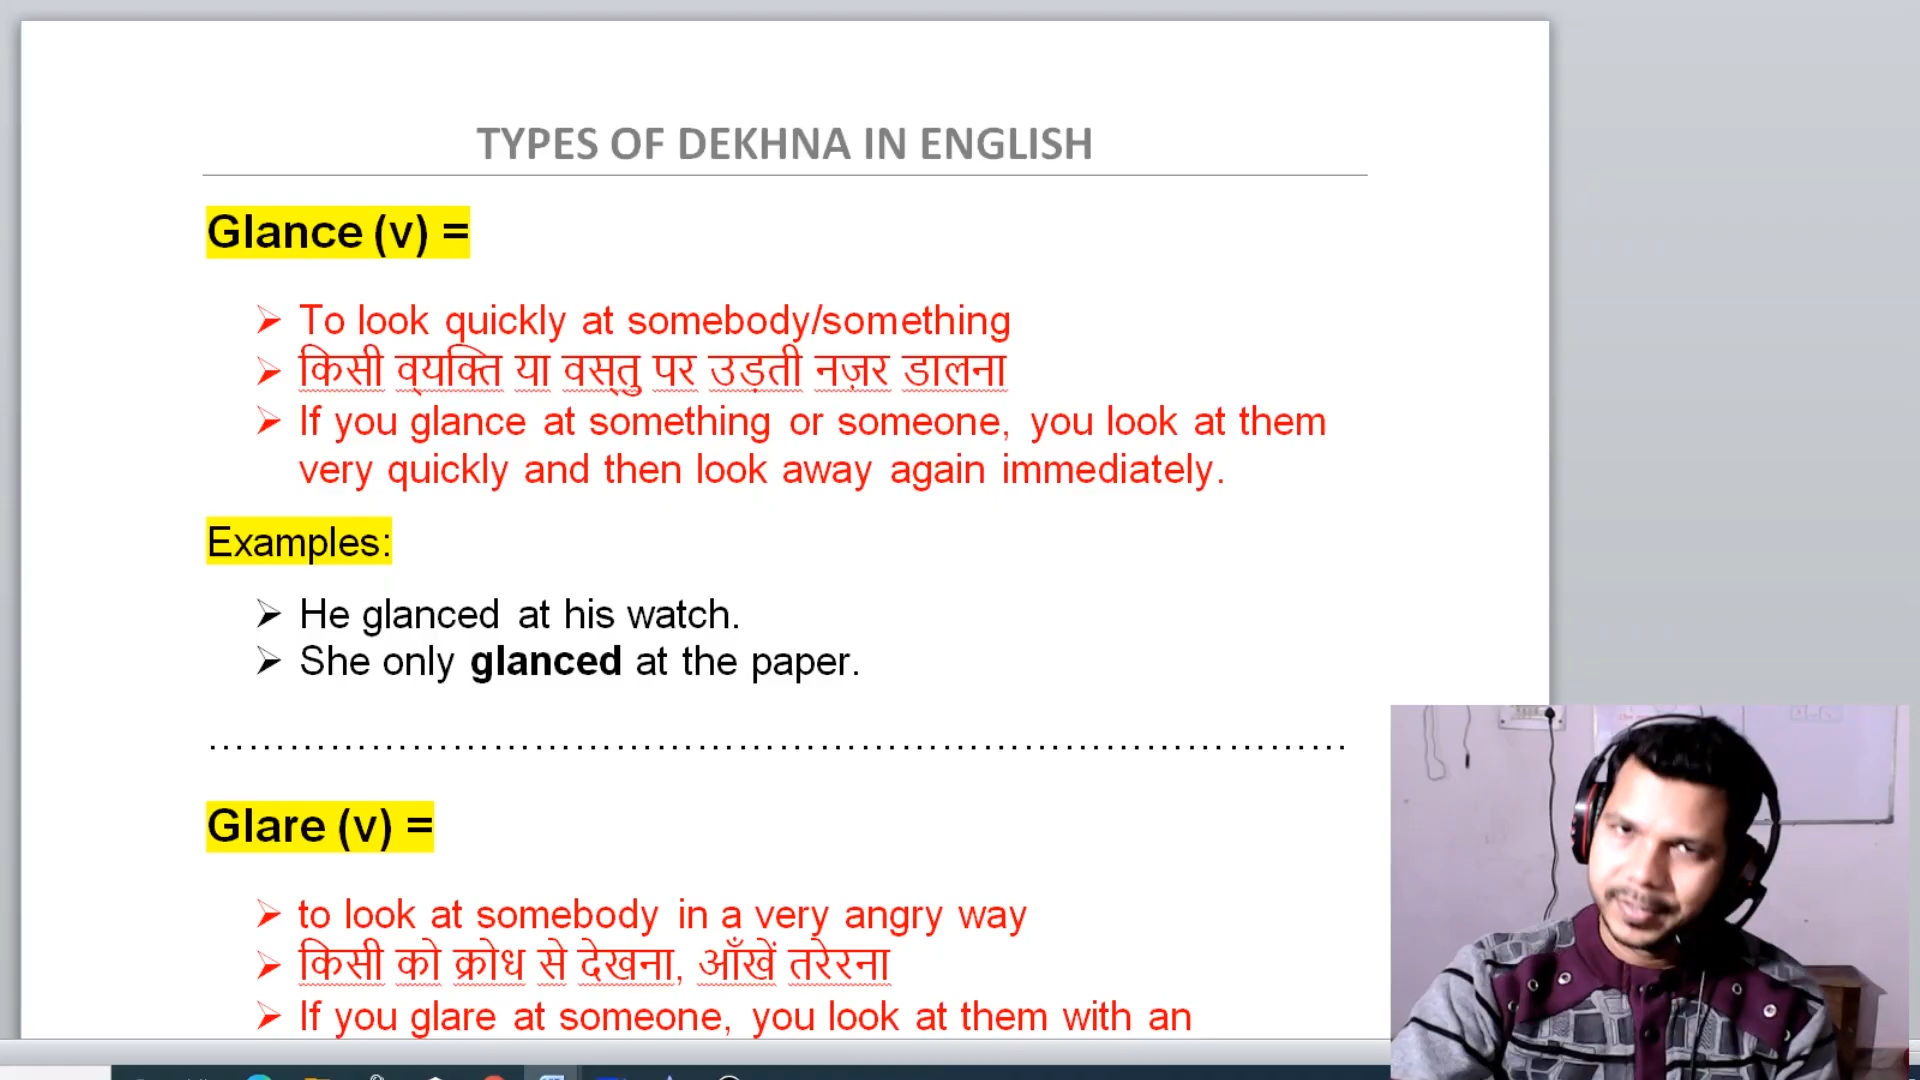 TYPES OF DEKHNA IN ENGLISH
Glance (v) =
➢ To look quickly at somebody/something
➢ किसी व्यक्ति या वस्तु पर उड़ती नज़र डालना
➢ If you glance at something or someone, you look at them
very quickly and then look away again immediately.
Examples:
➢ He glanced at his watch.
➢ She only glanced at the paper.
Glare (v) =
➢ to look at somebody in a very angry way
➢ किसी को क्रोध से देखना, आँखें तरेरना
➢ If you glare at someone, you look at them with an